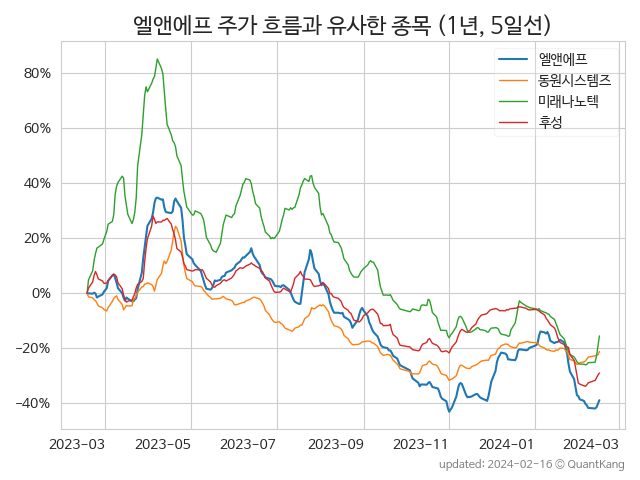 엘앤에프 주가 흐름과 유사한 종목 (1년, 5일선)
엘앤에프
동원시스템즈
미래나노텍
후성
80%
60%
40%
20%
0%
−20%
−40%
2023-03
2023-05
2023-07
2023-09
2023-11
2024-01
2024-03
updated: 2024-02-16 © QuantKang